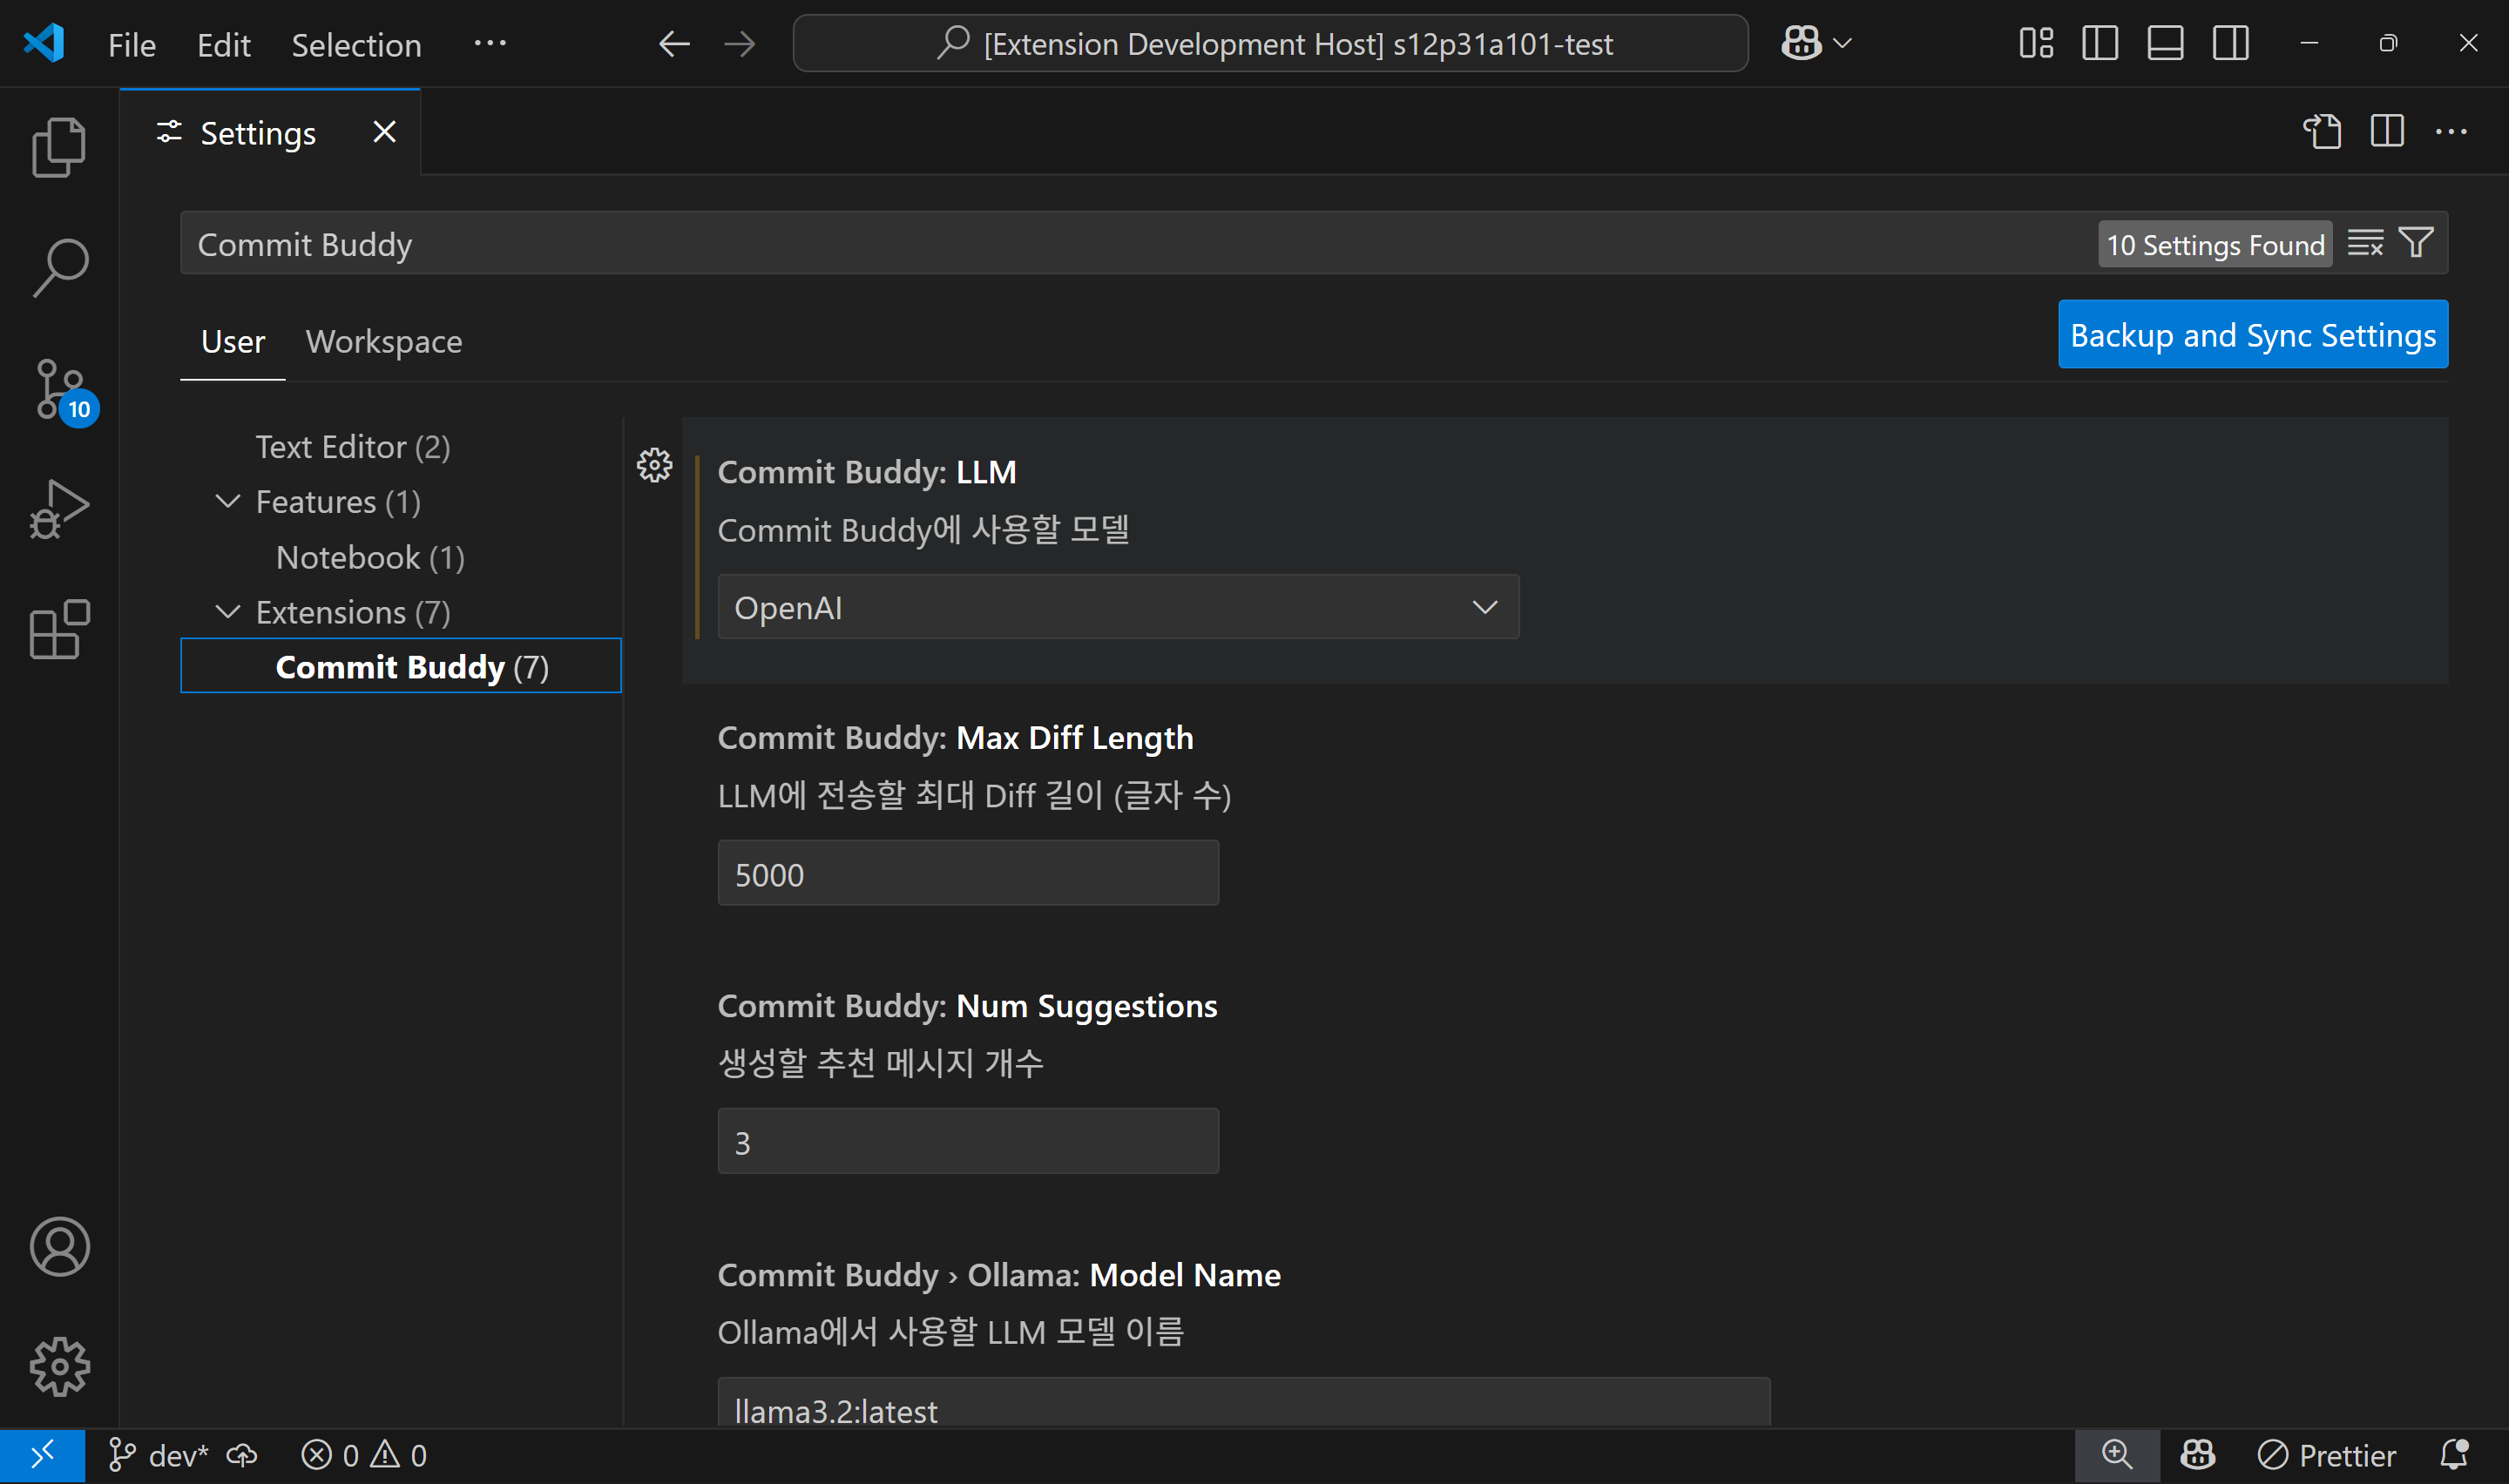 File Edit Selection ··· [Extension Development Host] s12p31a101-test
Settings
Commit Buddy 10 Settings Found
User Workspace Backup and Sync Settings
10
Text Editor (2)
Features (1)
Notebook (1)
Extensions (7)
Commit Buddy (7)
Commit Buddy: LLM
Commit Buddy에 사용할 모델
OpenAI
Commit Buddy: Max Diff Length
LLM에 전송할 최대 Diff 길이 (글자 수)
5000
Commit Buddy: Num Suggestions
생성할 추천 메시지 개수
3
Commit Buddy › Ollama: Model Name
Ollama에서 사용할 LLM 모델 이름
llama3.2:latest
dev* 0 0 Prettier